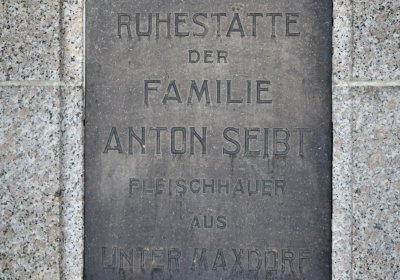 RUHESTÄTTE
DER
FAMILIE
ANTON SEIBT
FLEISCHHAUER
AUS
UNTER MAXDORF